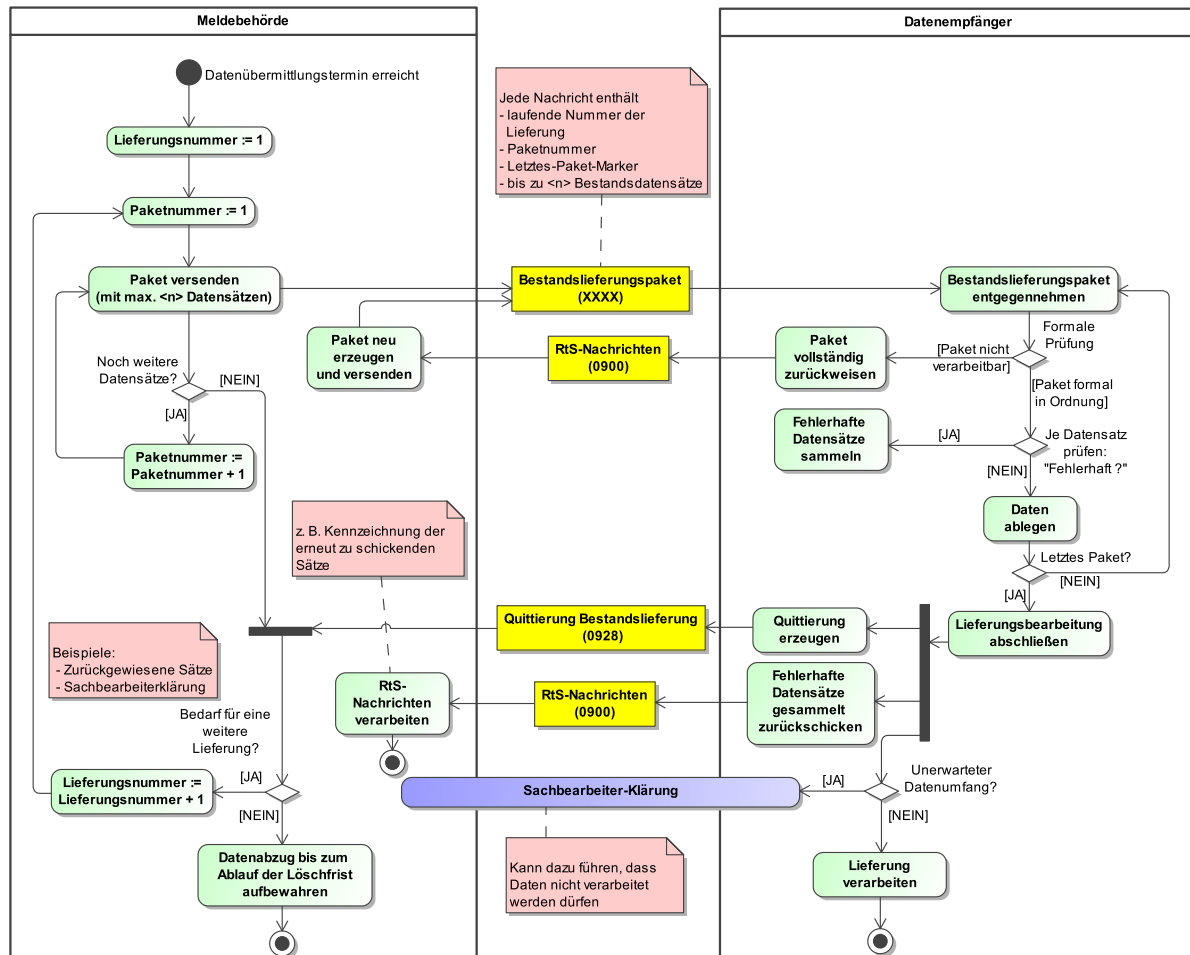 Meldebehörde
Datenempfänger
Datenübermittlungstermin erreicht
Lieferungsnummer := 1
Paketnummer := 1
Paket versenden
(mit max. <n> Datensätzen)
Noch weitere
Datensätze?
[NEIN]
[JA]
Paketnummer :=
Paketnummer + 1
Jede Nachricht enthält
- laufende Nummer der
Lieferung
- Paketnummer
- Letztes-Paket-Marker
- bis zu <n> Bestandsdatensätze
Bestandslieferungspaket
(XXXX)
Bestandslieferungspaket
entgegennehmen
Formale
Prüfung
[Paket nicht
verarbeitbar]
Paket
vollständig
zurückweisen
RtS-Nachrichten
(0900)
Paket neu
erzeugen
und versenden
[Paket formal
in Ordnung]
Je Datensatz
prüfen:
"Fehlerhaft ?"
[JA]
Fehlerhafte
Datensätze
sammeln
[NEIN]
Daten
ablegen
Letztes Paket?
[NEIN]
[JA]
Lieferungsbearbeitung
abschließen
z. B. Kennzeichnung der
erneut zu schickenden
Sätze
Quittierung
erzeugen
Quittierung Bestandslieferung
(0928)
Fehlerhafte
Datensätze
gesammelt
zurückschicken
RtS-Nachrichten
(0900)
RtS-
Nachrichten
verarbeiten
Beispiele:
- Zurückgewiesene Sätze
- Sachbearbeiterklärung
Bedarf für eine
weitere
Lieferung?
[JA]
Lieferungsnummer :=
Lieferungsnummer + 1
[NEIN]
Datenabzug bis zum
Ablauf der Löschfrist
aufbewahren
Unerwarteter
Datenumfang?
[JA]
Sachbearbeiter-Klärung
[NEIN]
Kann dazu führen, dass
Daten nicht verarbeitet
werden dürfen
Lieferung
verarbeiten